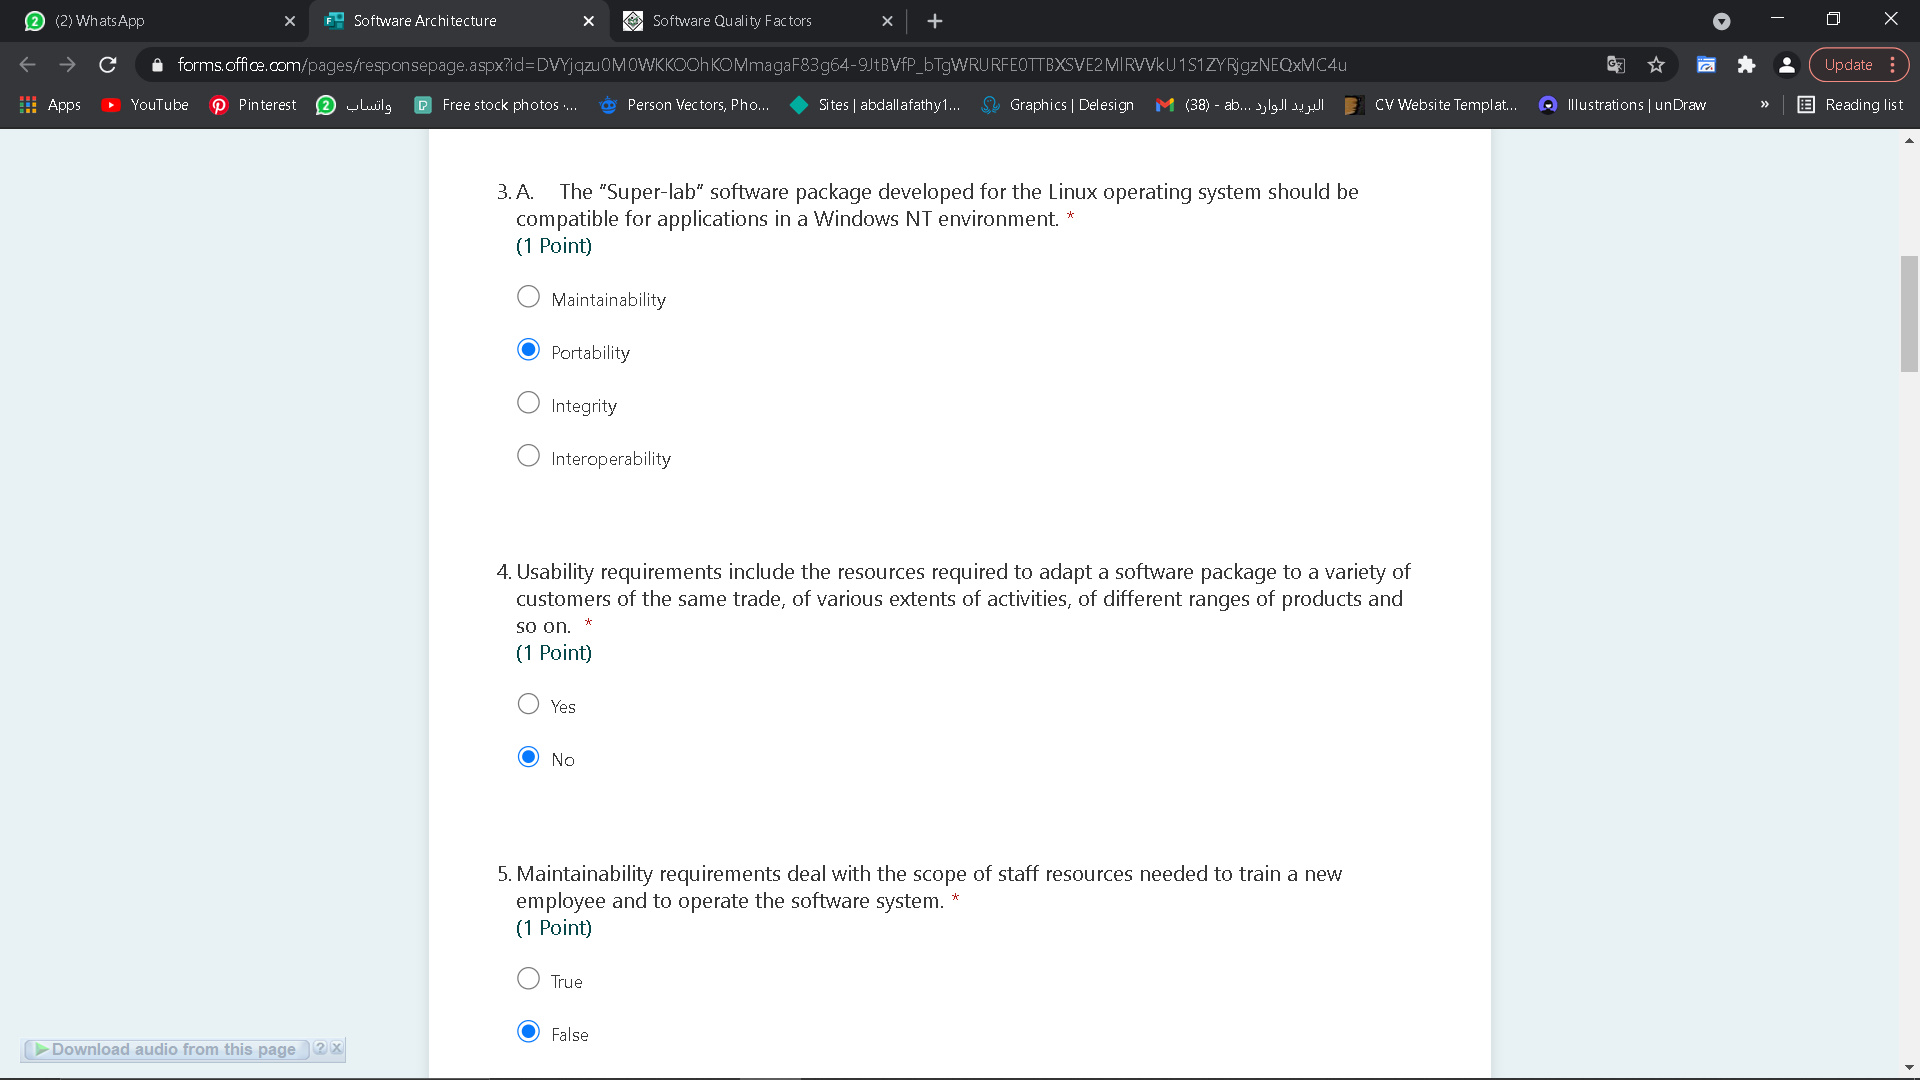 (2) WhatsApp
Software Architecture
Software Quality Factors
forms.office.com/pages/responsepage.aspx?id=DVYjqzu0M0WKKOOhKOMmagaF83g64-9JtBVfP_bTgWRURFE0TTBXSVE2MlRVVkU1S1ZYRjgzNEQxMC4u
Update
Apps
YouTube
Pinterest
واتساب
Free stock photos ·...
Person Vectors, Pho...
Sites | abdallafathy1...
Graphics | Delesign
(38) - ab... البريد الوارد
CV Website Templat...
Illustrations | unDraw
»
Reading list
3. A. The "Super-lab" software package developed for the Linux operating system should be
compatible for applications in a Windows NT environment. *
(1 Point)
Maintainability
Portability
Integrity
Interoperability
4. Usability requirements include the resources required to adapt a software package to a variety of
customers of the same trade, of various extents of activities, of different ranges of products and
so on. *
(1 Point)
Yes
No
5. Maintainability requirements deal with the scope of staff resources needed to train a new
employee and to operate the software system. *
(1 Point)
True
False
Download audio from this page ? x